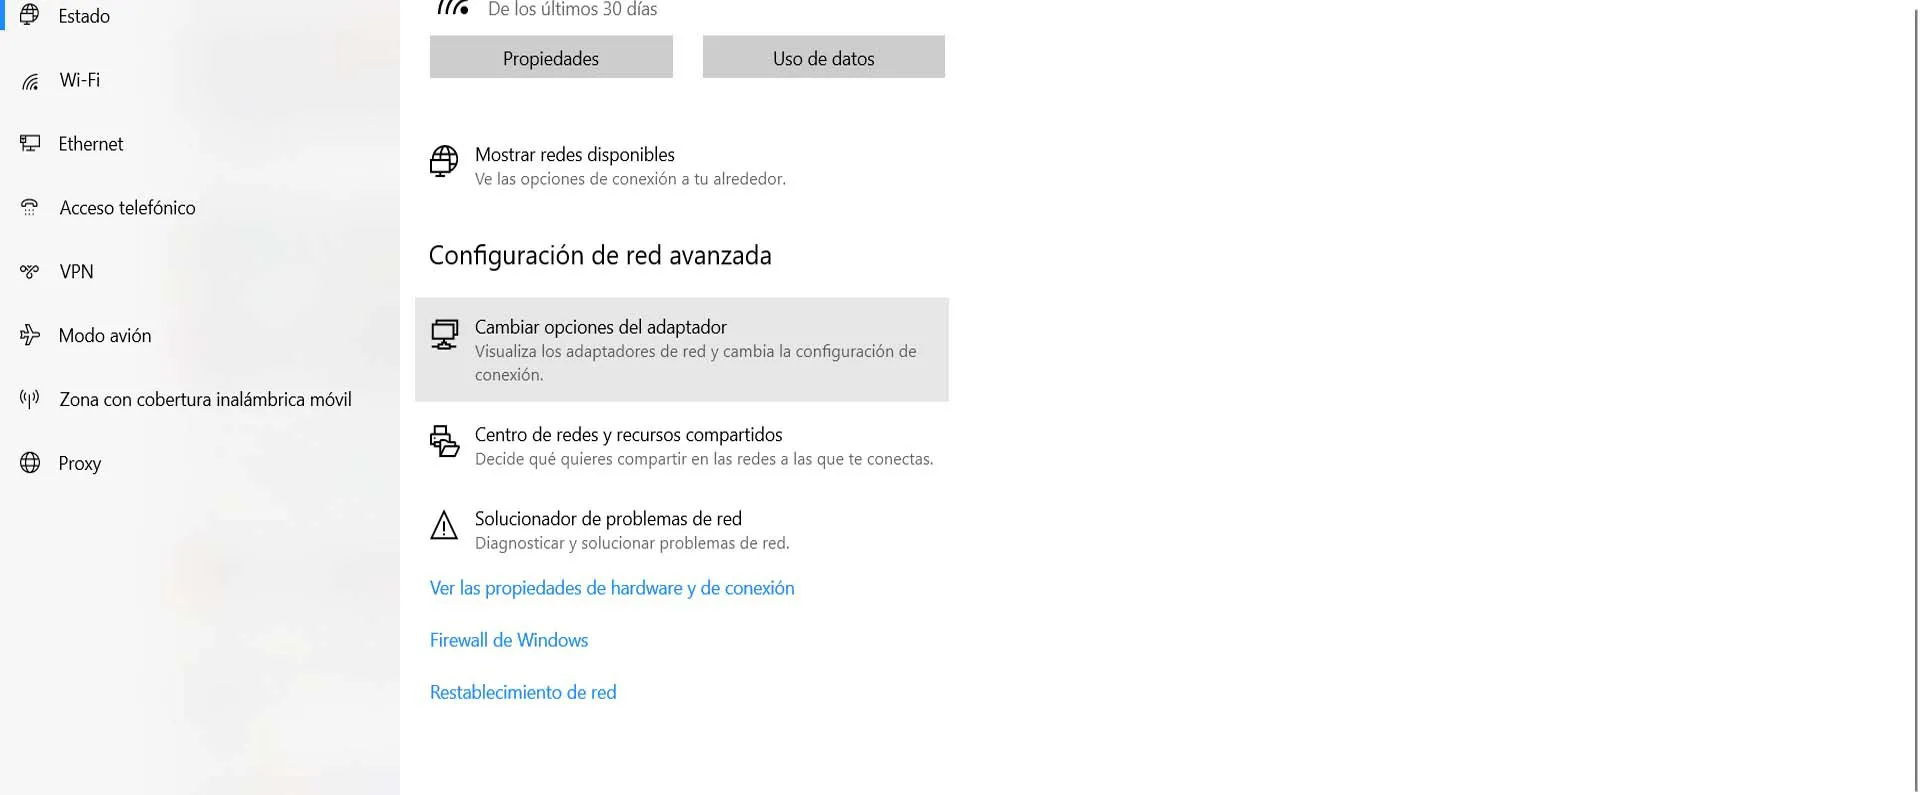 Estado
Wi-Fi
Ethernet
Acceso telefónico
VPN
Modo avión
Zona con cobertura inalámbrica móvil
Proxy
De los últimos 30 días
Propiedades
Uso de datos
Mostrar redes disponibles
Ve las opciones de conexión a tu alrededor.
Configuración de red avanzada
Cambiar opciones del adaptador
Visualiza los adaptadores de red y cambia la configuración de
conexión.
Centro de redes y recursos compartidos
Decide qué quieres compartir en las redes a las que te conectas.
Solucionador de problemas de red
Diagnosticar y solucionar problemas de red.
Ver las propiedades de hardware y de conexión
Firewall de Windows
Restablecimiento de red